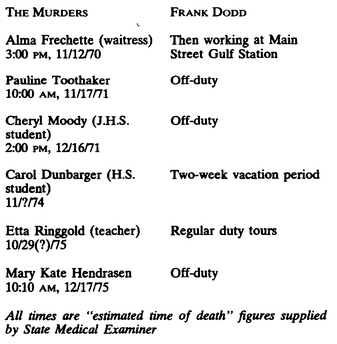 THE MURDERS FRANK DODD
Alma Frechette (waitress) Then working at Main
3:00 PM, 11/12/70 Street Gulf Station
Pauline Toothaker Off-duty
10:00 AM, 11/17/71
Cheryl Moody (J.H.S. Off-duty
student)
2:00 PM, 12/16/71
Carol Dunbarger (H.S. Two-week vacation period
student)
11/?/74
Etta Ringgold (teacher) Regular duty tours
10/29(?)/75
Mary Kate Hendrasen Off-duty
10:10 AM, 12/17/75
All times are “estimated time of death” figures supplied
by State Medical Examiner